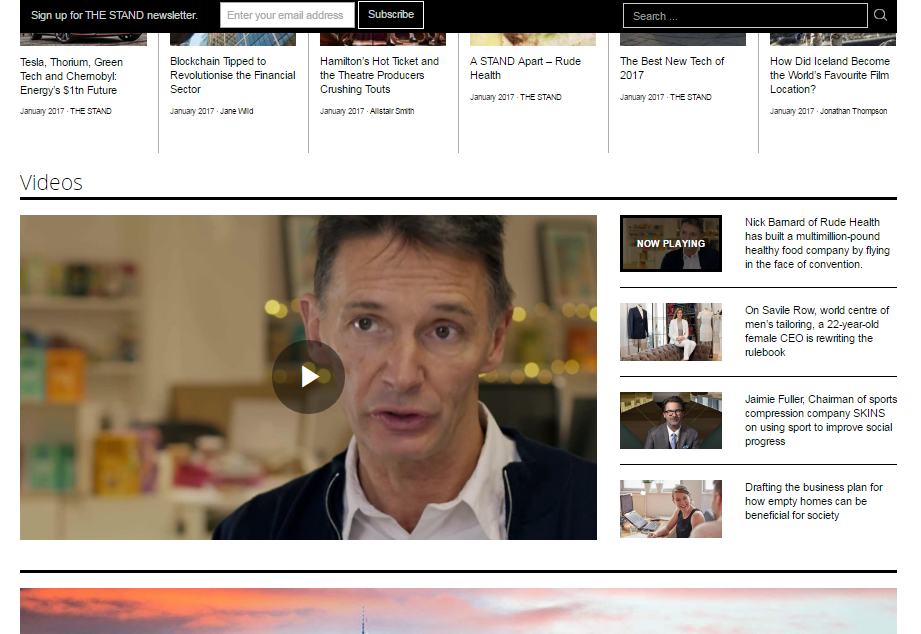 Sign up for THE STAND newsletter.
Enter your email address
Subscribe
Search ...
Tesla, Thorium, Green
Tech and Chernobyl:
Energy's $1tn Future
January 2017 · THE STAND
Blockchain Tipped to
Revolutionise the Financial
Sector
January 2017 · Jane Wild
Hamilton's Hot Ticket and
the Theatre Producers
Crushing Touts
January 2017 · Alistair Smith
A STAND Apart – Rude
Health
January 2017 · THE STAND
The Best New Tech of
2017
January 2017 · THE STAND
How Did Iceland Become
the World's Favourite Film
Location?
January 2017 · Jonathan Thompson
Videos
NOW PLAYING
Nick Barnard of Rude Health
has built a multimillion-pound
healthy food company by flying
in the face of convention.
On Savile Row, world centre of
men's tailoring, a 22-year-old
female CEO is rewriting the
rulebook
Jaimie Fuller, Chairman of sports
compression company SKINS
on using sport to improve social
progress
Drafting the business plan for
how empty homes can be
beneficial for society